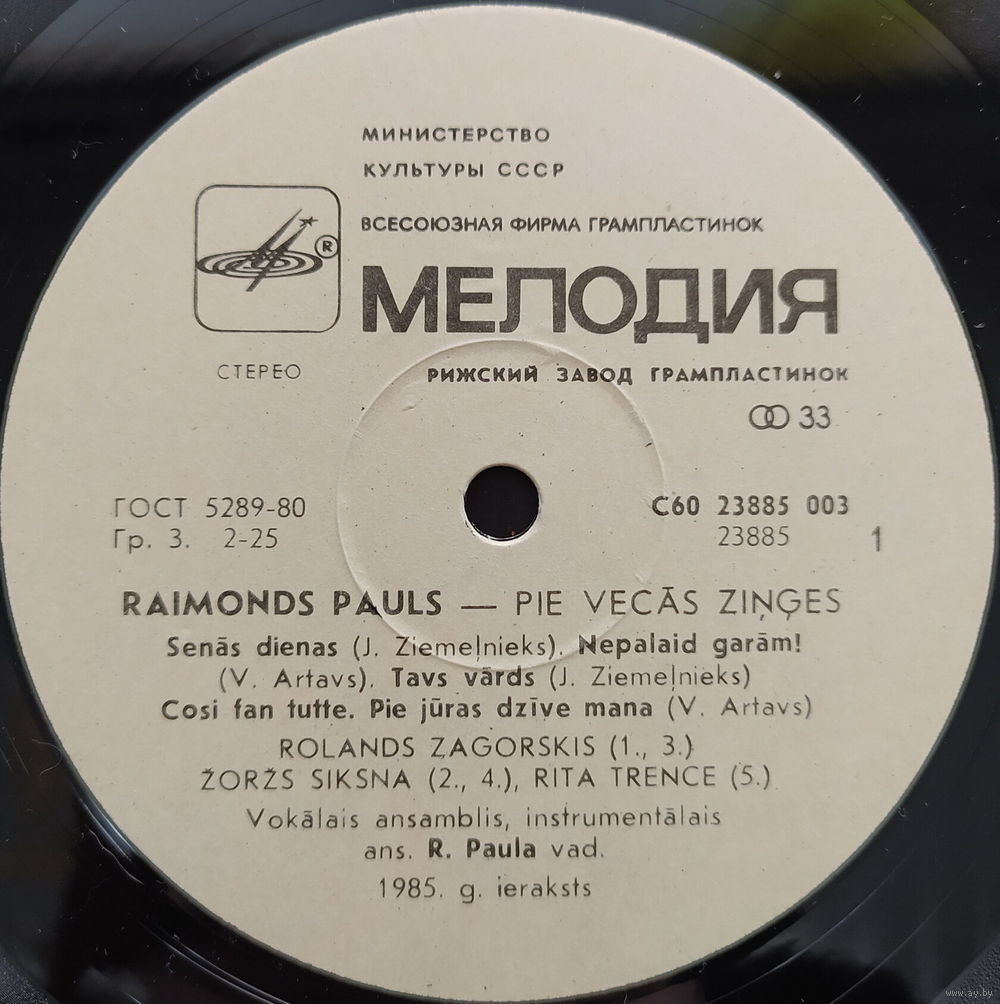 МИНИСТЕРСТВО
КУЛЬТУРЫ СССР
ВСЕСОЮЗНАЯ ФИРМА ГРАМПЛАСТИНОК
®
МЕЛОДИЯ
СТЕРЕО
РИЖСКИЙ ЗАВОД ГРАМПЛАСТИНОК
33
ГОСТ 5289-80
С60 23885 003
Гр. 3. 2-25
23885
1
RAIMONDS PAULS — PIE VECĀS ZIŅĢES
Senās dienas (J. Ziemeļnieks). Nepalaid garām!
(V. Artavs). Tavs vārds (J. Ziemeļnieks)
Cosi fan tutte. Pie jūras dzīve mana (V. Artavs)
ROLANDS ZAGORSKIS (1., 3.)
ŽORŽS SIKSNA (2., 4.), RITA TRENCE (5.)
Vokālais ansamblis, instrumentālais
ans. R. Paula vad.
1985. g. ieraksts
www.ay.by